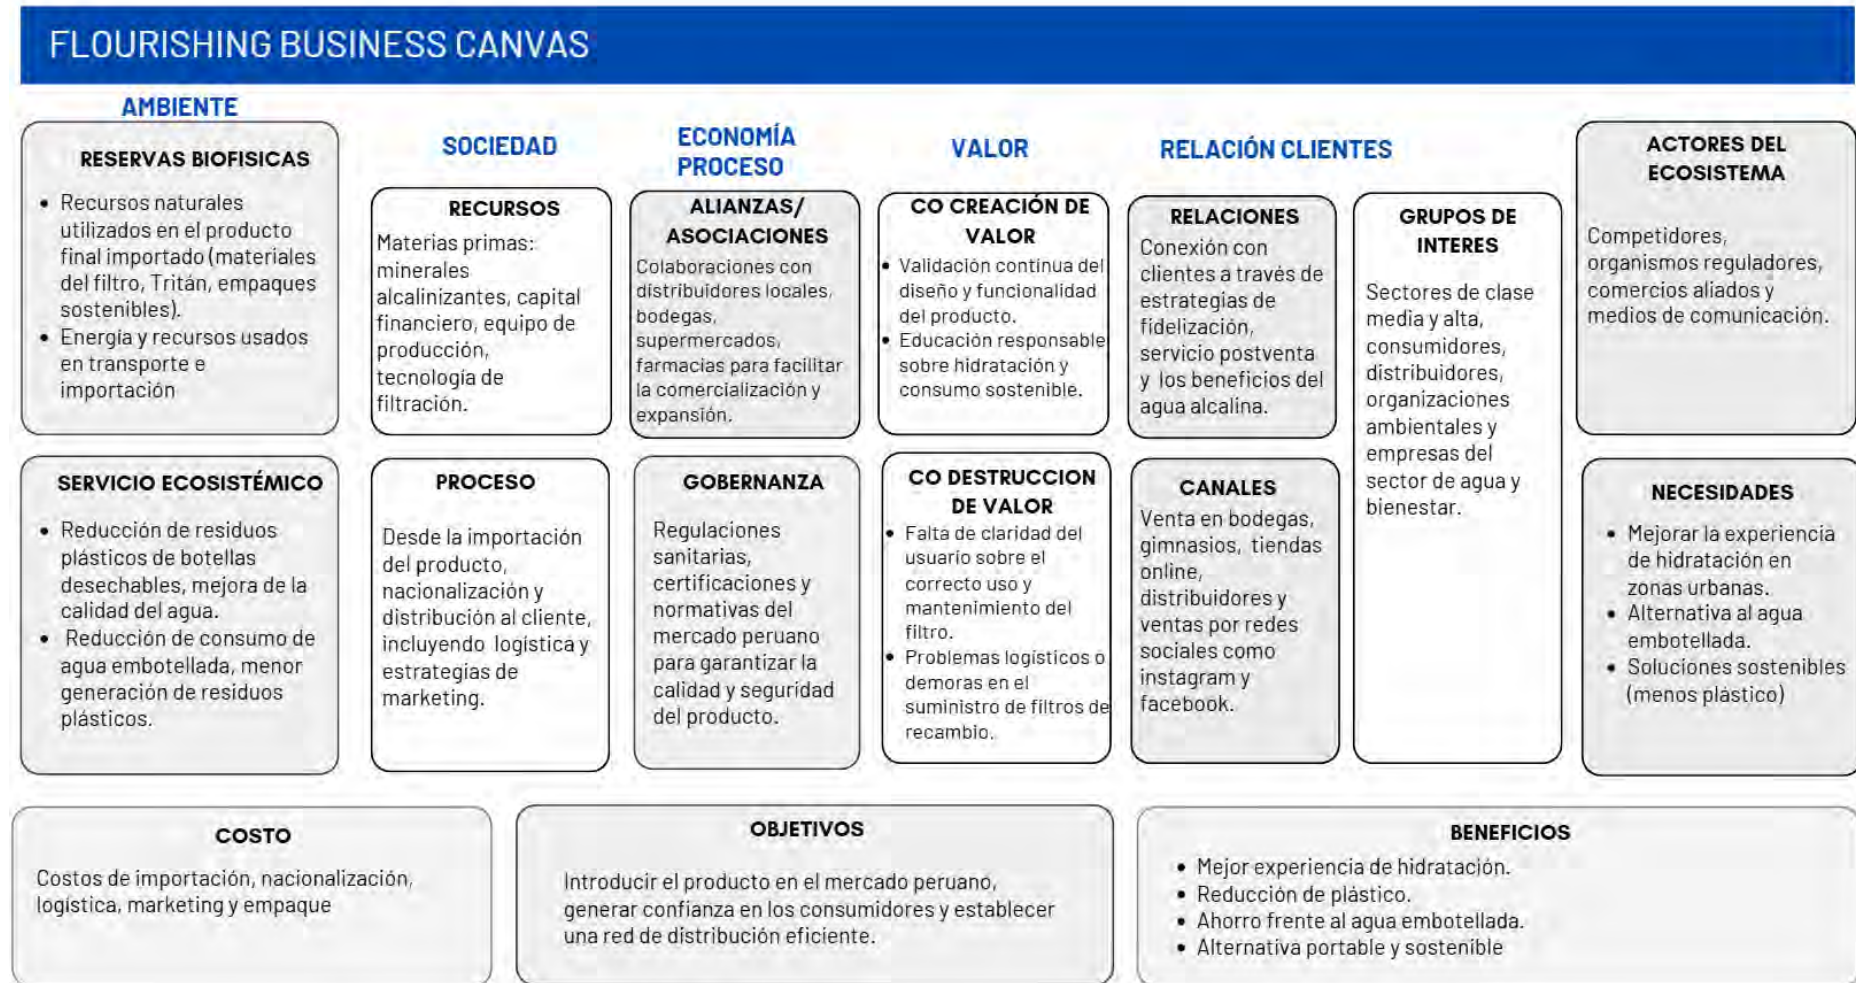 FLOURISHING BUSINESS CANVAS
AMBIENTE
RESERVAS BIOFISICAS
• Recursos naturales
utilizados en el producto
final importado (materiales
del filtro, Tritán, empaques
sostenibles).
• Energía y recursos usados
en transporte e
importación
SERVICIO ECOSISTÉMICO
• Reducción de residuos
plásticos de botellas
desechables, mejora de la
calidad del agua.
• Reducción de consumo de
agua embotellada, menor
generación de residuos
plásticos.
SOCIEDAD
RECURSOS
Materias primas:
minerales
alcalinizantes, capital
financiero, equipo de
producción,
tecnología de
filtración.
PROCESO
Desde la importación
del producto,
nacionalización y
distribución al cliente,
incluyendo logística y
estrategias de
marketing.
ECONOMÍA
PROCESO
ALIANZAS/
ASOCIACIONES
Colaboraciones con
distribuidores locales,
bodegas,
supermercados,
farmacias para facilitar
la comercialización y
expansión.
GOBERNANZA
Regulaciones
sanitarias,
certificaciones y
normativas del
mercado peruano
para garantizar la
calidad y seguridad
del producto.
VALOR
CO CREACIÓN DE
VALOR
• Validación continua del
diseño y funcionalidad
del producto.
• Educación responsable
sobre hidratación y
consumo sostenible.
CO DESTRUCCION
DE VALOR
• Falta de claridad del
usuario sobre el
correcto uso y
mantenimiento del
filtro.
• Problemas logísticos o
demoras en el
suministro de filtros de
recambio.
RELACIÓN CLIENTES
RELACIONES
Conexión con
clientes a través de
estrategias de
fidelización,
servicio postventa
y los beneficios del
agua alcalina.
CANALES
Venta en bodegas,
gimnasios, tiendas
online,
distribuidores y
ventas por redes
sociales como
instagram y
facebook.
GRUPOS DE
INTERES
Sectores de clase
media y alta,
consumidores,
distribuidores,
organizaciones
ambientales y
empresas del
sector de agua y
bienestar.
ACTORES DEL
ECOSISTEMA
Competidores,
organismos reguladores,
comercios aliados y
medios de comunicación.
NECESIDADES
• Mejorar la experiencia
de hidratación en
zonas urbanas.
• Alternativa al agua
embotellada.
• Soluciones sostenibles
(menos plástico)
COSTO
Costos de importación, nacionalización,
logística, marketing y empaque
OBJETIVOS
Introducir el producto en el mercado peruano,
generar confianza en los consumidores y establecer
una red de distribución eficiente.
BENEFICIOS
• Mejor experiencia de hidratación.
• Reducción de plástico.
• Ahorro frente al agua embotellada.
• Alternativa portable y sostenible